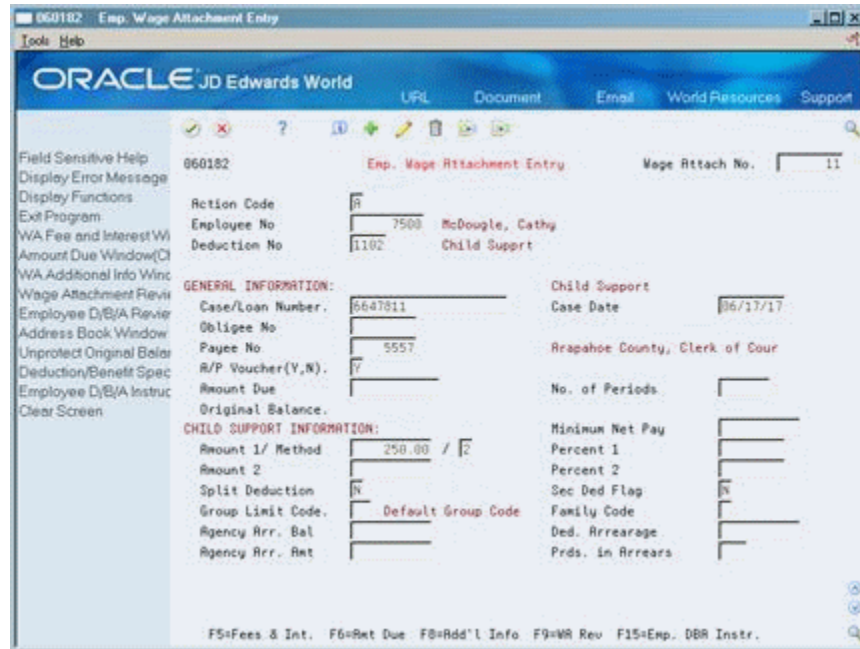 060182 Emp. Wage Attachment Entry
Tools Help
ORACLE JD Edwards World
URL Document Email World Resources Support
Field Sensitive Help
Display Error Message
Display Functions
Exit Program
WA Fee and Interest Wi
Amount Due Window(Ch
WA Additional Info Winc
Wage Attachment Revie
Employee D/B/A Review
Address Book Window
Unprotect Original Balar
Deduction/Benefit Spec
Employee D/B/A Instruc
Clear Screen
060182 Emp. Wage Attachment Entry Wage Attach No. 11
Action Code A
Employee No 7500 McDougle, Cathy
Deduction No 1102 Child Supprt
GENERAL INFORMATION: Child Support
Case/Loan Number. 6647811 Case Date 06/17/17
Obligee No
Payee No 5557 Arapahoe County, Clerk of Cour
A/P Voucher(Y,N). Y
Amount Due No. of Periods
Original Balance.
CHILD SUPPORT INFORMATION: Minimum Net Pay
Amount 1/ Method 250.00 / 2 Percent 1
Amount 2 Percent 2
Split Deduction N Sec Ded Flag N
Group Limit Code. Default Group Code Family Code
Agency Arr. Bal Ded. Arrearage
Agency Arr. Amt Prds. in Arrears
F5=Fees & Int. F6=Amt Due F8=Add'l Info F9=WA Rev F15=Emp. DBA Instr.